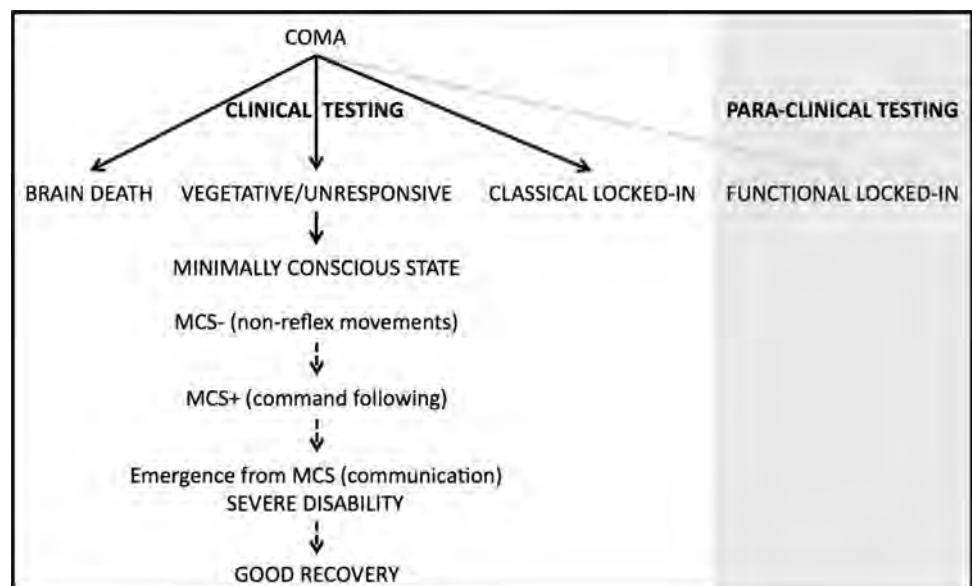 COMA
CLINICAL TESTING
PARA-CLINICAL TESTING
BRAIN DEATH
VEGETATIVE/UNRESPONSIVE
CLASSICAL LOCKED-IN
FUNCTIONAL LOCKED-IN
MINIMALLY CONSCIOUS STATE
MCS- (non-reflex movements)
MCS+ (command following)
Emergence from MCS (communication)
SEVERE DISABILITY
GOOD RECOVERY